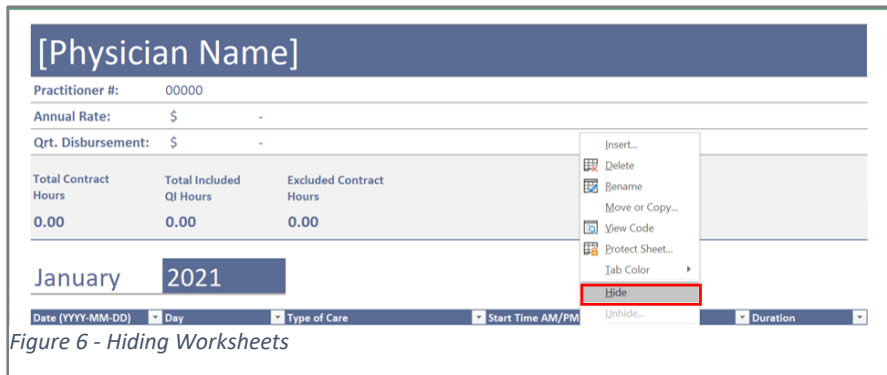 [Physician Name]
Practitioner #: 00000
Annual Rate: $ -
Qrt. Disbursement: $ -
Total Contract Hours
Total Included QI Hours
Excluded Contract Hours
0.00 0.00 0.00
January 2021
Date (YYYY-MM-DD) Day Type of Care Start Time AM/PM Duration
Insert...
Delete
Rename
Move or Copy...
View Code
Protect Sheet...
Tab Color
Hide
Unhide...
Figure 6 - Hiding Worksheets